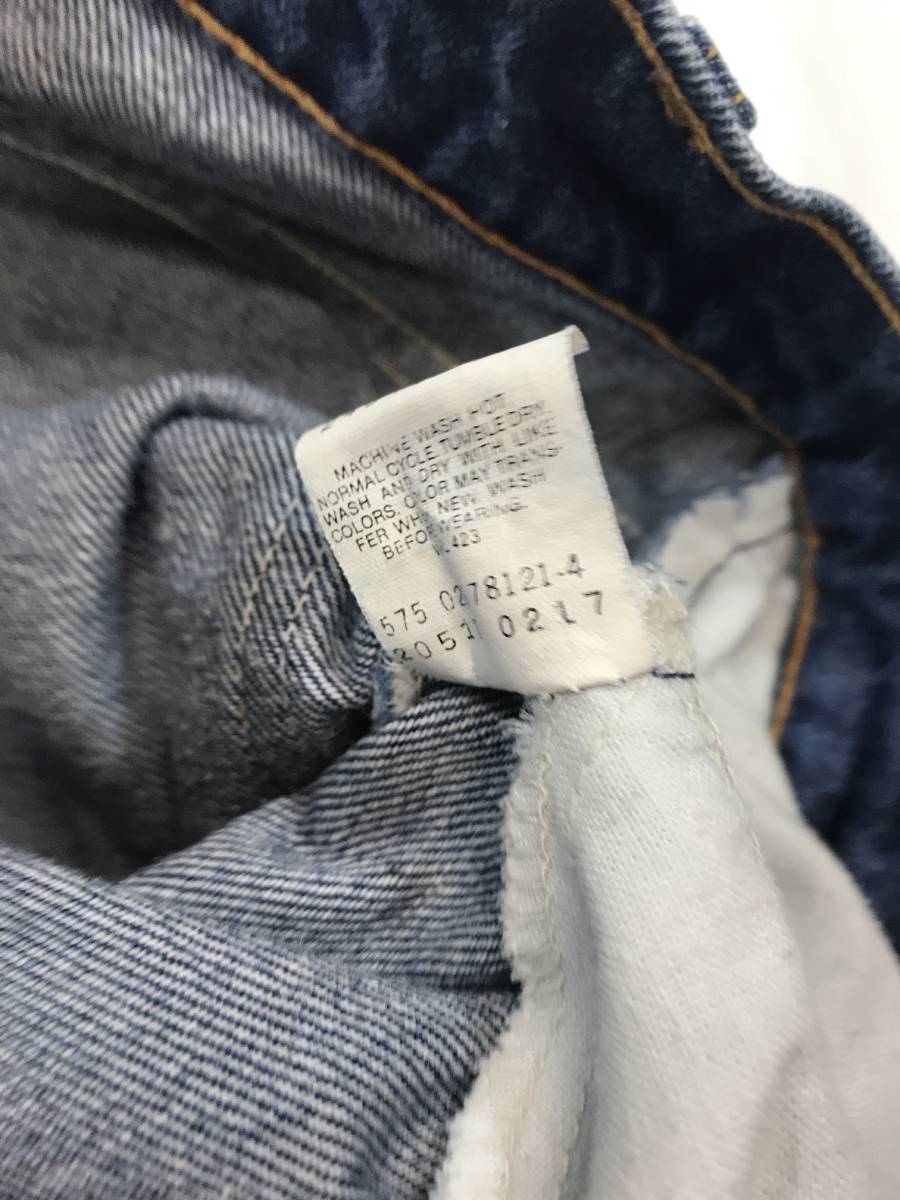 MACHINE WASH HOT
NORMAL CYCLE TUMBLE DRY.
WASH AND DRY WITH LIKE
COLORS. COLOR MAY TRANS-
FER WHEN NEW. WASH
BEFORE WEARING.
423
575 0278121-4
0217